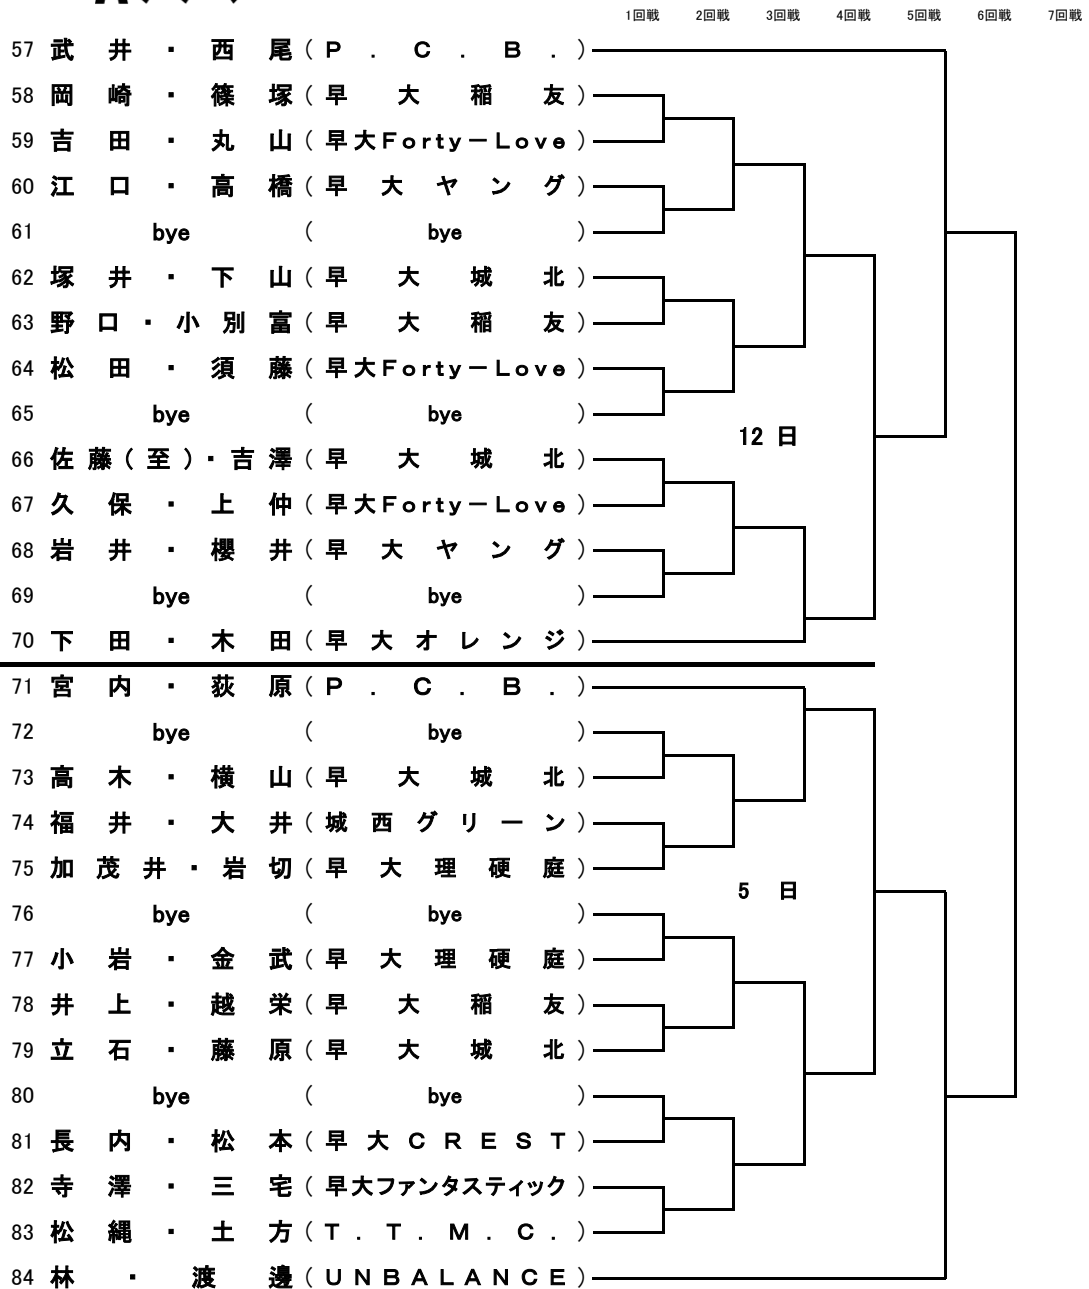 1回戦 2回戦 3回戦 4回戦 5回戦 6回戦 7回戦
57 武井・西尾 (P.C.B.)
58 岡崎・篠塚 (早大稲友)
59 吉田・丸山 (早大Forty－Love)
60 江口・高橋 (早大ヤング)
61 bye (bye)
62 塚井・下山 (早大城北)
63 野口・小別富 (早大稲友)
64 松田・須藤 (早大Forty－Love)
65 bye (bye)
12 日
66 佐藤(至)・吉澤 (早大城北)
67 久保・上仲 (早大Forty－Love)
68 岩井・櫻井 (早大ヤング)
69 bye (bye)
70 下田・木田 (早大オレンジ)
71 宮内・荻原 (P.C.B.)
72 bye (bye)
73 高木・横山 (早大城北)
74 福井・大井 (城西グリーン)
75 加茂井・岩切 (早大理硬庭)
5 日
76 bye (bye)
77 小岩・金武 (早大理硬庭)
78 井上・越栄 (早大稲友)
79 立石・藤原 (早大城北)
80 bye (bye)
81 長内・松本 (早大CREST)
82 寺澤・三宅 (早大ファンタスティック)
83 松縄・土方 (T.T.M.C.)
84 林・渡邊 (UNBALANCE)